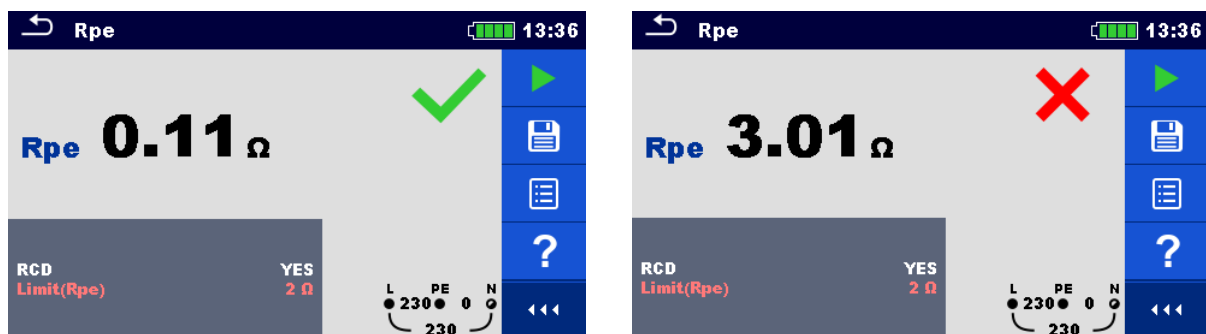 Rpe 13:36
Rpe 0.11 Ω
RCD YES
Limit(Rpe) 2 Ω
L PE N
230 0
230
?
Rpe 13:36
Rpe 3.01 Ω
RCD YES
Limit(Rpe) 2 Ω
L PE N
230 0
230
?